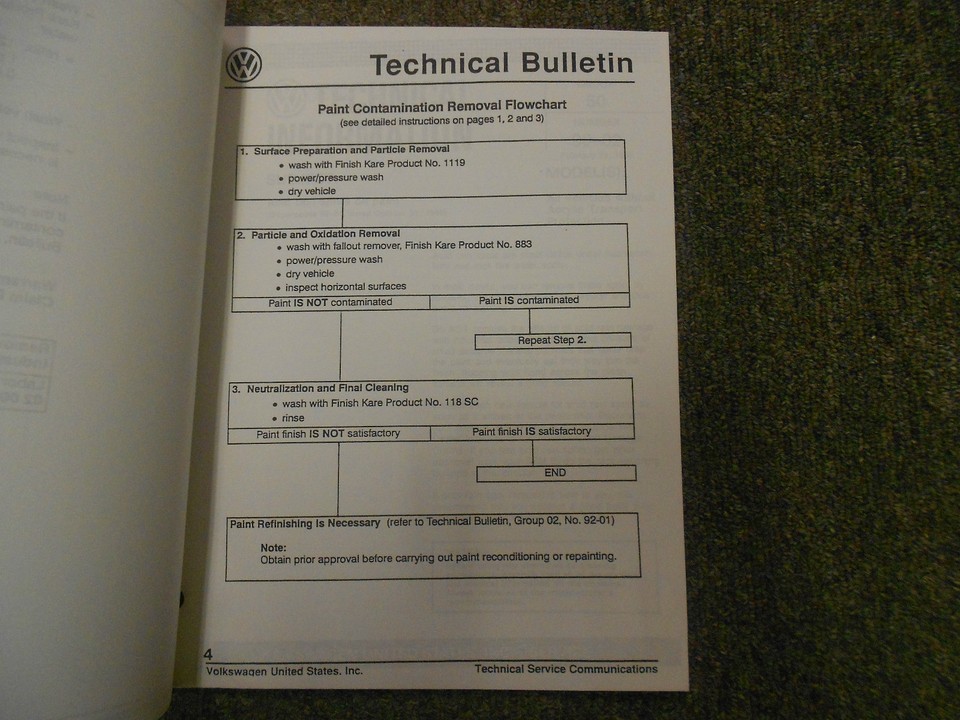 Technical Bulletin
Paint Contamination Removal Flowchart
(see detailed instructions on pages 1, 2 and 3)
1. Surface Preparation and Particle Removal
• wash with Finish Kare Product No. 1119
• power/pressure wash
• dry vehicle
2. Particle and Oxidation Removal
• wash with fallout remover, Finish Kare Product No. 883
• power/pressure wash
• dry vehicle
• inspect horizontal surfaces
Paint IS NOT contaminated Paint IS contaminated
Repeat Step 2.
3. Neutralization and Final Cleaning
• wash with Finish Kare Product No. 118 SC
• rinse
Paint finish IS NOT satisfactory Paint finish IS satisfactory
END
Paint Refinishing Is Necessary (refer to Technical Bulletin, Group 02, No. 92-01)
Note:
Obtain prior approval before carrying out paint reconditioning or repainting.
4
Volkswagen United States, Inc. Technical Service Communications